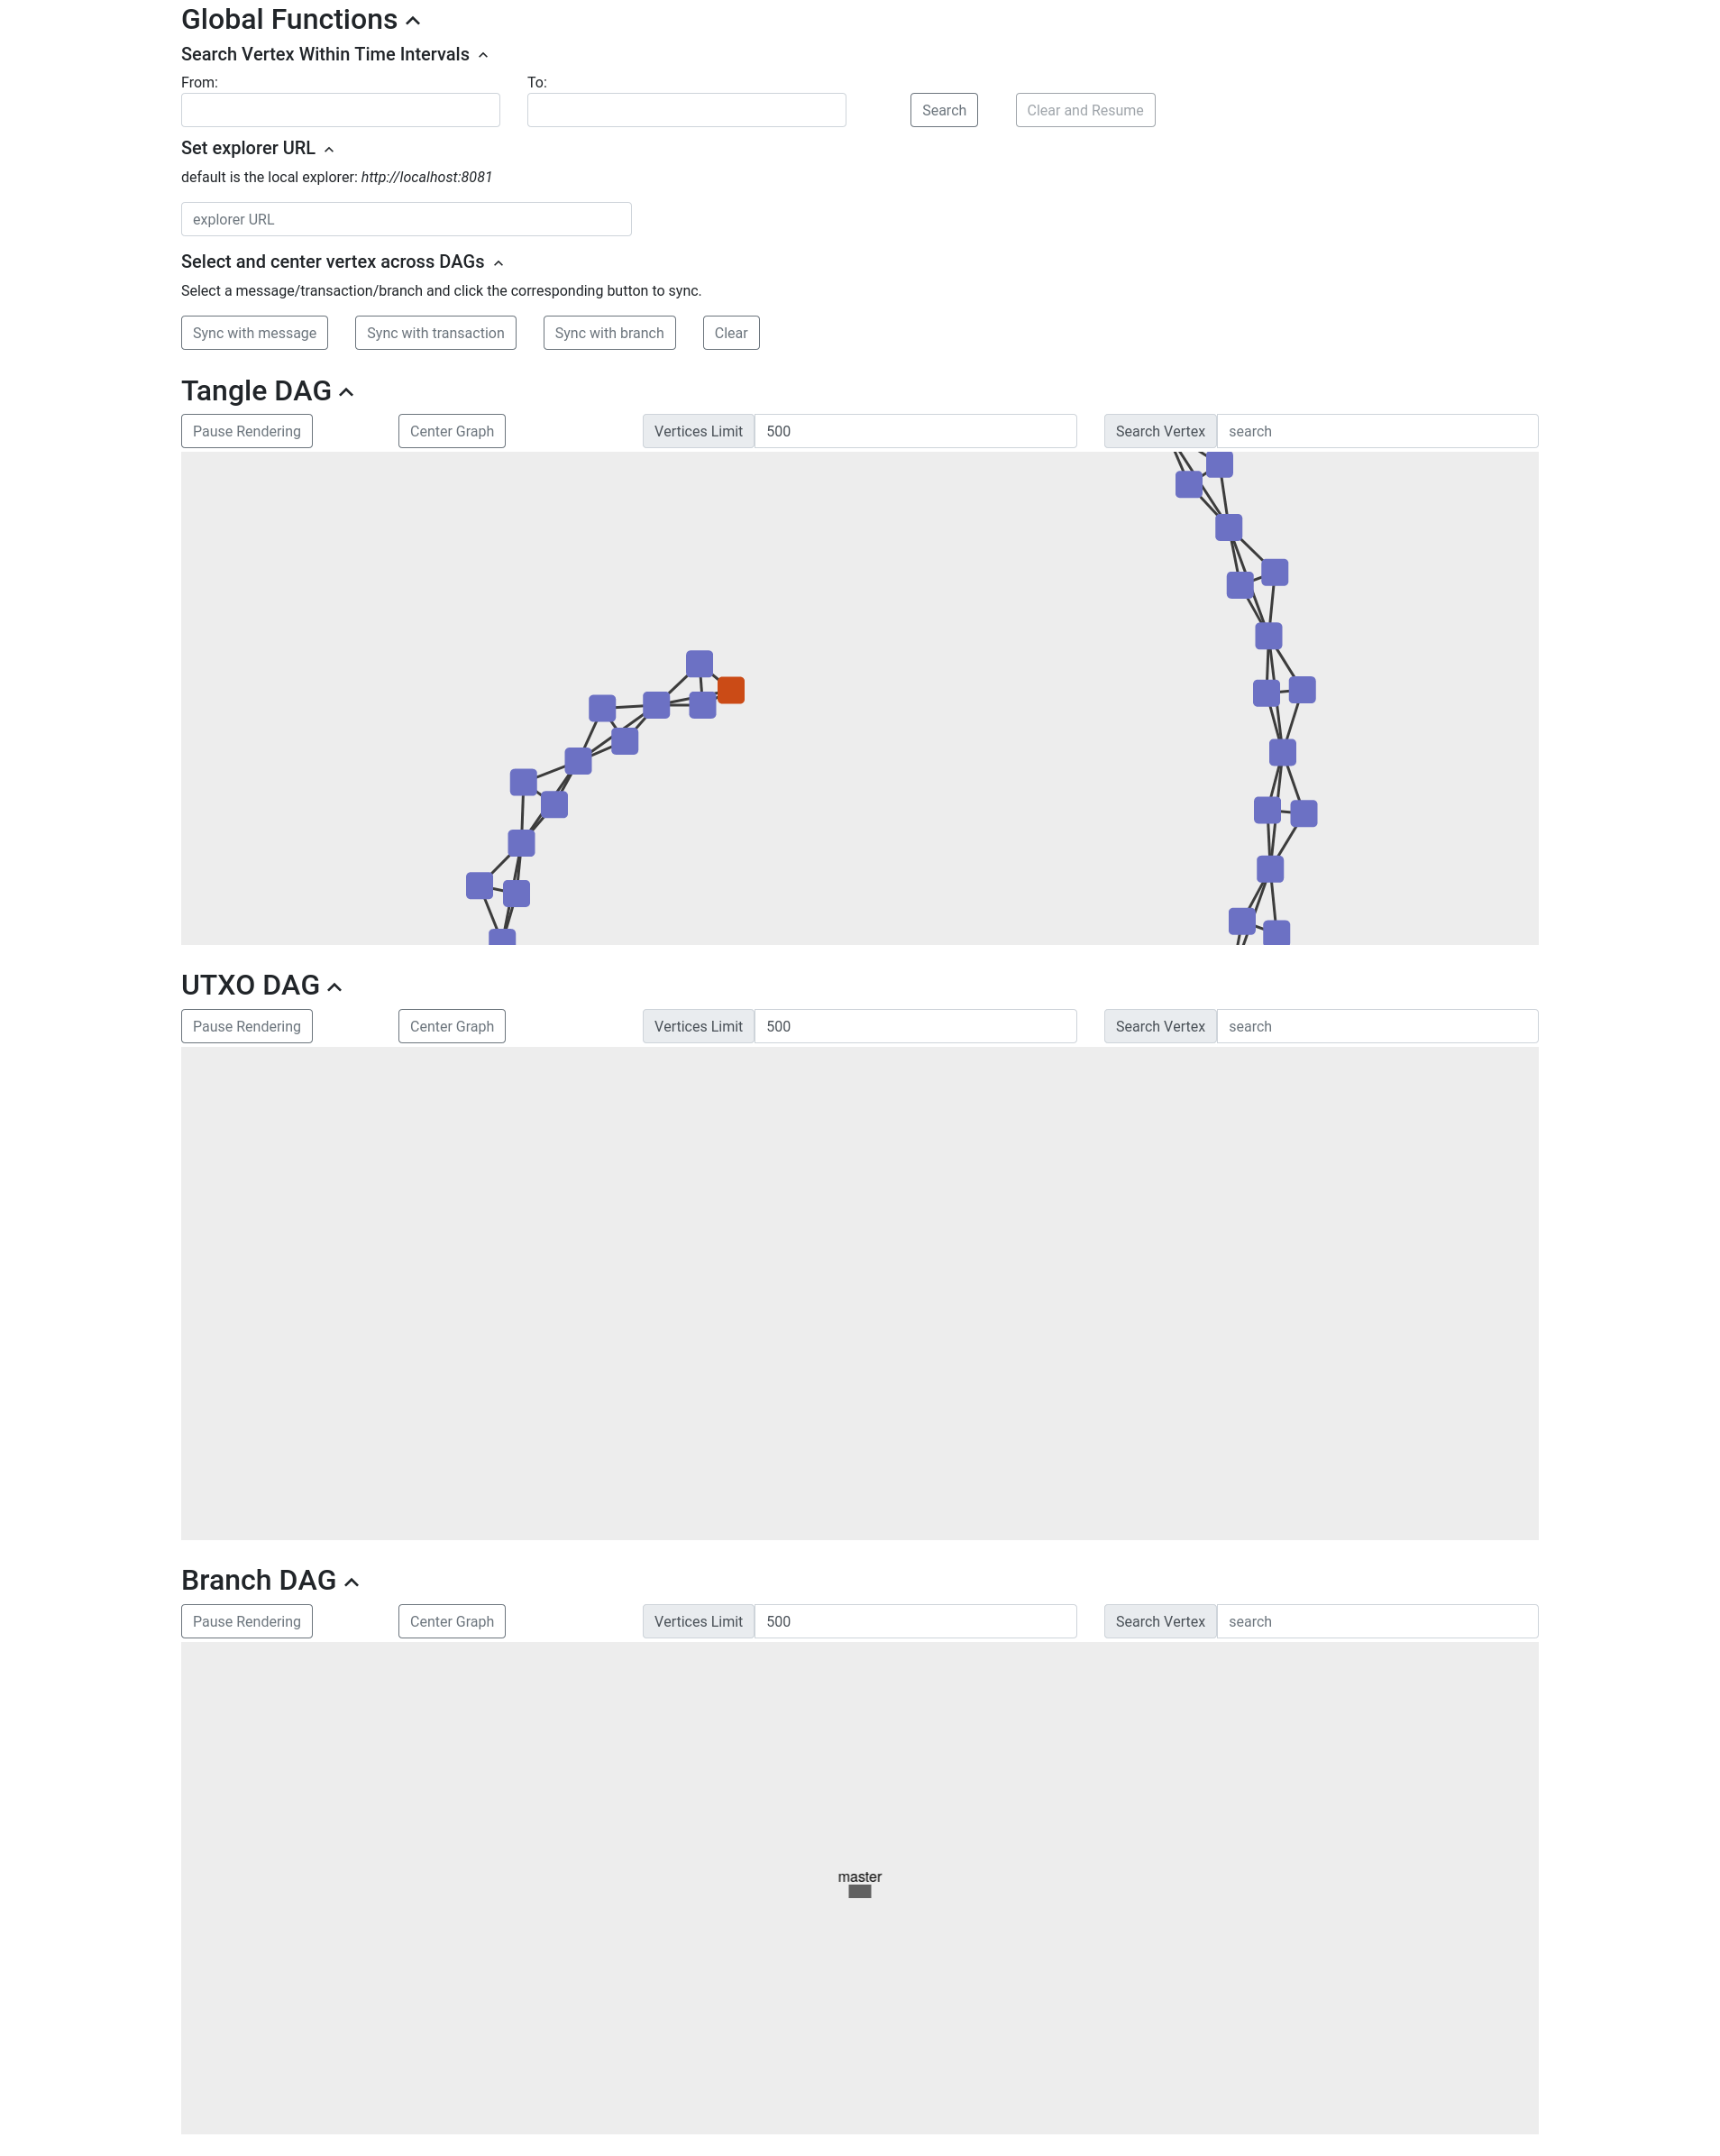 Global Functions
Search Vertex Within Time Intervals
From: To:
Search Clear and Resume
Set explorer URL
default is the local explorer: http://localhost:8081
explorer URL
Select and center vertex across DAGs
Select a message/transaction/branch and click the corresponding button to sync.
Sync with message Sync with transaction Sync with branch Clear
Tangle DAG
Pause Rendering Center Graph Vertices Limit 500 Search Vertex search
UTXO DAG
Pause Rendering Center Graph Vertices Limit 500 Search Vertex search
Branch DAG
Pause Rendering Center Graph Vertices Limit 500 Search Vertex search
master